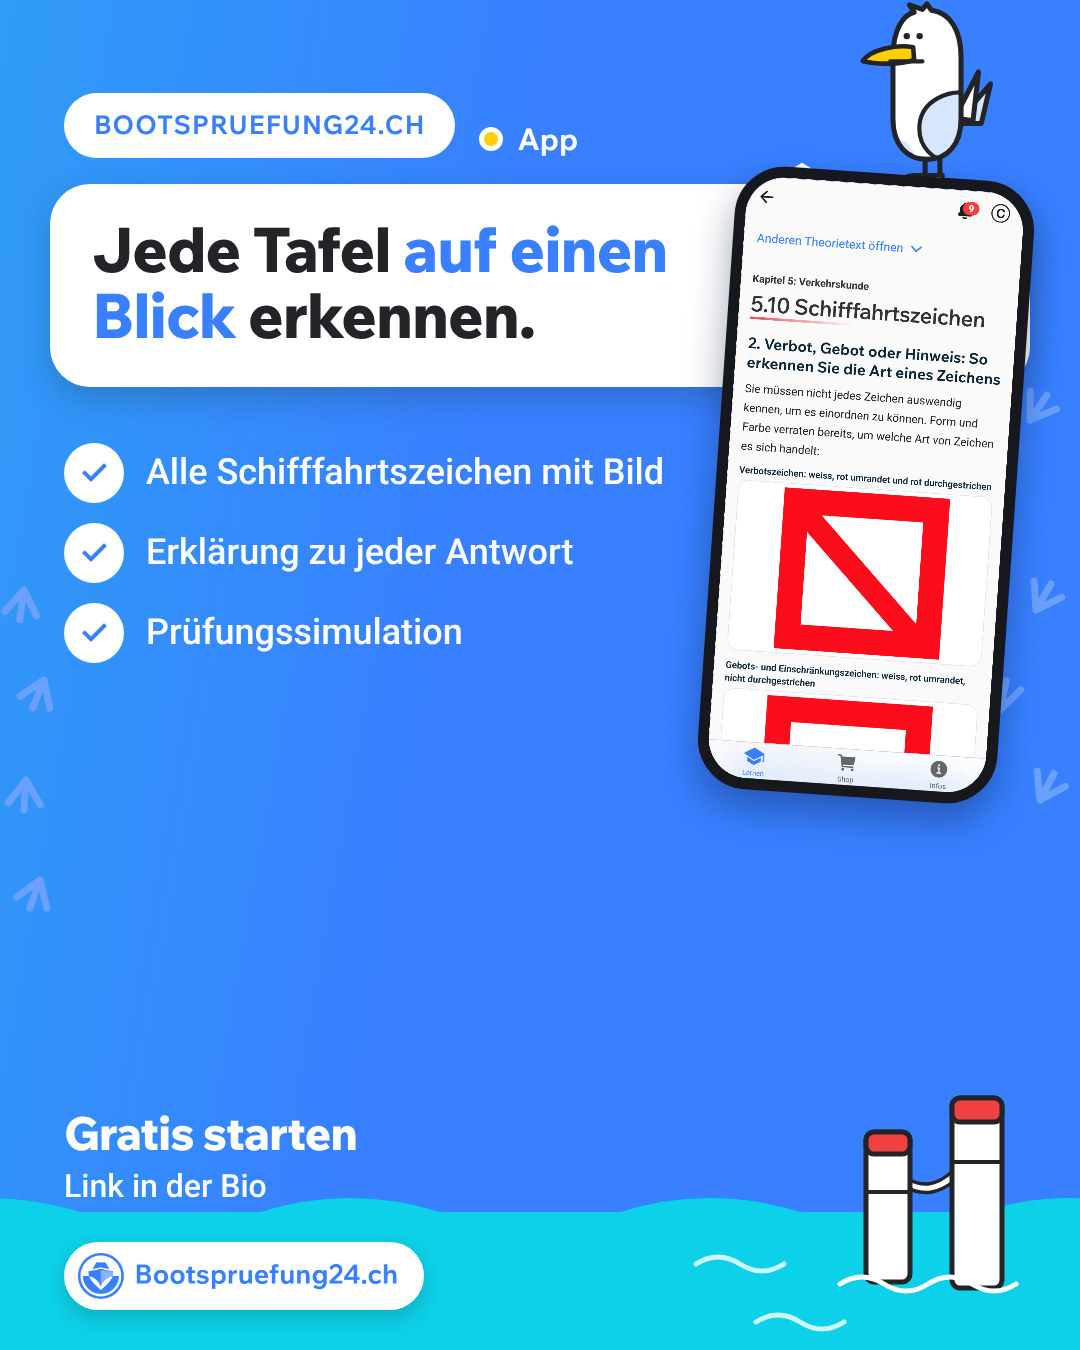 BOOTSPRUEFUNG24.CH
App
Jede Tafel auf einen
Blick erkennen.
Alle Schifffahrtszeichen mit Bild
Erklärung zu jeder Antwort
Prüfungssimulation
9
C
Anderen Theorietext öffnen
Kapitel 5: Verkehrskunde
5.10 Schifffahrtszeichen
2. Verbot, Gebot oder Hinweis: So
erkennen Sie die Art eines Zeichens
Sie müssen nicht jedes Zeichen auswendig
kennen, um es einordnen zu können. Form und
Farbe verraten bereits, um welche Art von Zeichen
es sich handelt:
Verbotszeichen: weiss, rot umrandet und rot durchgestrichen
Gebots- und Einschränkungszeichen: weiss, rot umrandet,
nicht durchgestrichen
Lernen
Shop
Infos
Gratis starten
Link in der Bio
Bootspruefung24.ch